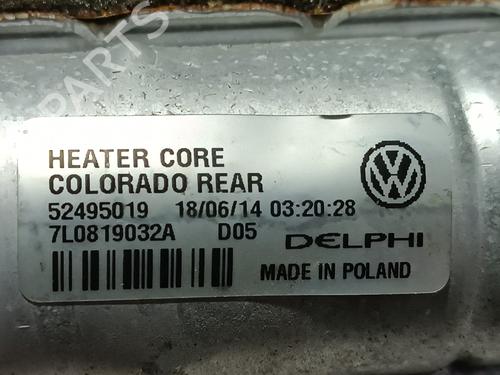 PARTS
HEATER CORE
COLORADO REAR
52495019 18/06/14 03:20:28
7L0819032A D05 DELPHI
MADE IN POLAND